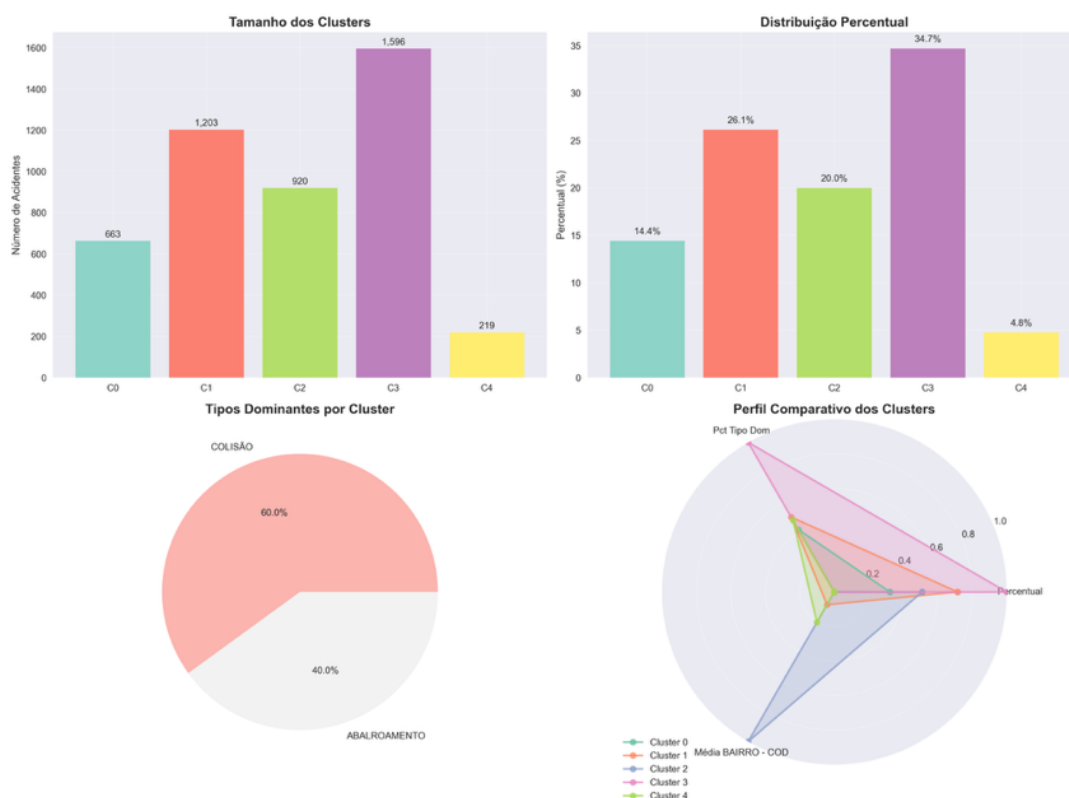 Tamanho dos Clusters
Número de Acidentes
1600
1400
1200
1000
800
600
400
200
0
663
1,203
920
1,596
219
C0
C1
C2
C3
C4
Distribuição Percentual
Percentual (%)
35
30
25
20
15
10
5
0
14.4%
26.1%
20.0%
34.7%
4.8%
C0
C1
C2
C3
C4
Tipos Dominantes por Cluster
COLISÃO
60.0%
40.0%
ABALROAMENTO
Perfil Comparativo dos Clusters
Pct Tipo Dom
1.0
0.8
0.6
0.4
0.2
Percentual
Média BAIRRO - COD
Cluster 0
Cluster 1
Cluster 2
Cluster 3
Cluster 4